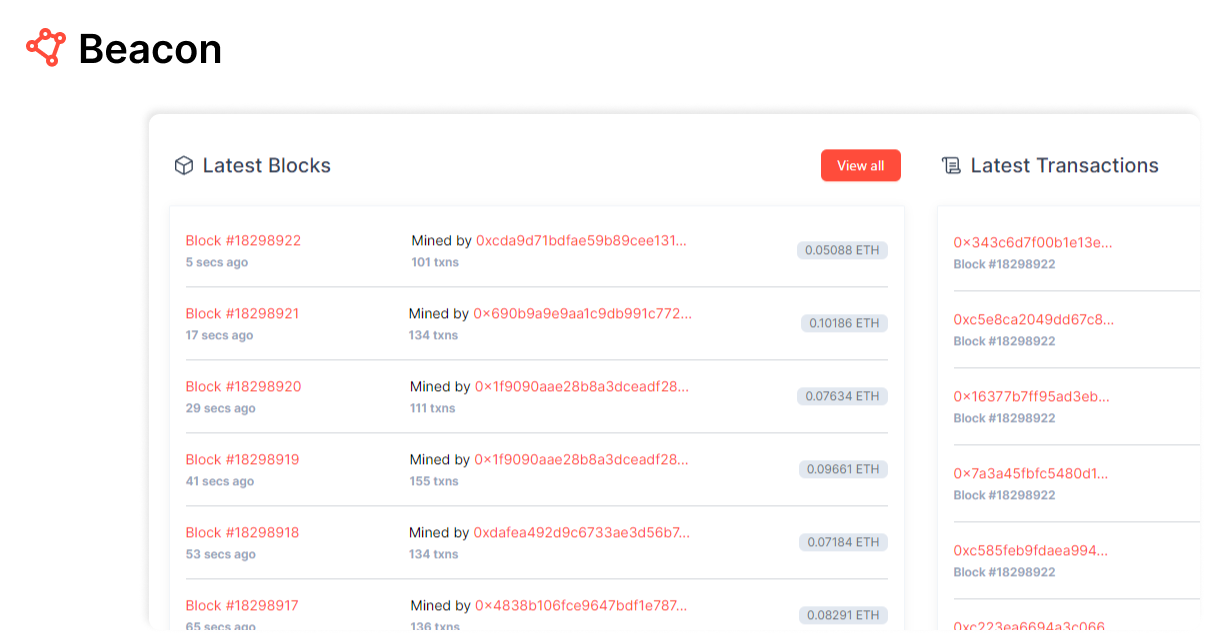 Beacon
Latest Blocks
View all
Block #18298922
5 secs ago
Mined by 0xcda9d71bdfae59b89cee131...
101 txns
0.05088 ETH
Block #18298921
17 secs ago
Mined by 0x690b9a9e9aa1c9db991c772...
134 txns
0.10186 ETH
Block #18298920
29 secs ago
Mined by 0x1f9090aae28b8a3dceadf28...
111 txns
0.07634 ETH
Block #18298919
41 secs ago
Mined by 0x1f9090aae28b8a3dceadf28...
155 txns
0.09661 ETH
Block #18298918
53 secs ago
Mined by 0xdafea492d9c6733ae3d56b7...
134 txns
0.07184 ETH
Block #18298917
65 secs ago
Mined by 0x4838b106fce9647bdf1e787...
136 txns
0.08291 ETH
Latest Transactions
0x343c6d7f00b1e13e...
Block #18298922
0xc5e8ca2049dd67c8...
Block #18298922
0x16377b7ff95ad3eb...
Block #18298922
0x7a3a45fbfc5480d1...
Block #18298922
0xc585feb9fdaea994...
Block #18298922
0xc223ea6694a3c066...